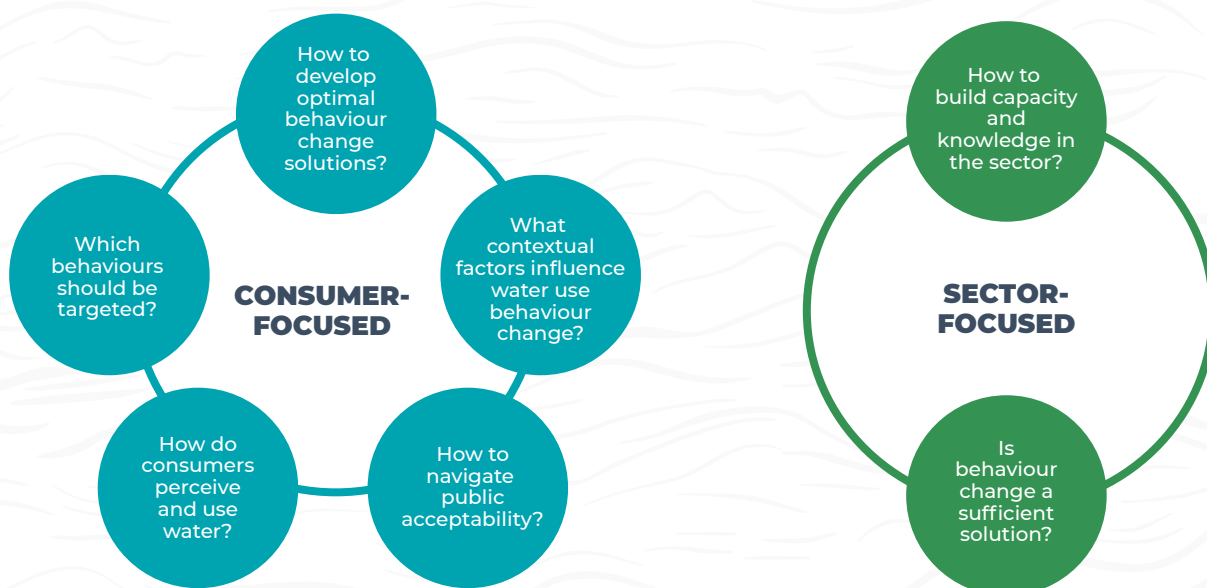 How to
develop
optimal
behaviour
change
solutions?
What
contextual
factors influence
water use
behaviour
change?
How to
navigate
public
acceptability?
How do
consumers
perceive
and use
water?
Which
behaviours
should be
targeted?
CONSUMER-
FOCUSED
How to
build capacity
and
knowledge in
the sector?
SECTOR-
FOCUSED
Is
behaviour
change a
sufficient
solution?